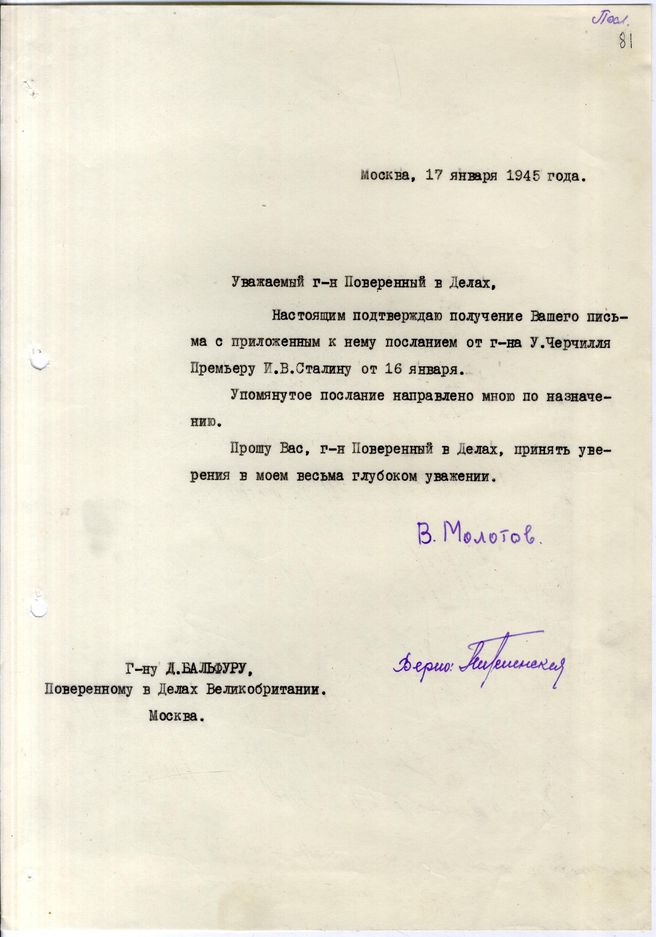 Посл.
81
Москва, 17 января 1945 года.
Уважаемый г-н Поверенный в Делах,
Настоящим подтверждаю получение Вашего пись-
ма с приложенным к нему посланием от г-на У.Черчилля
Премьеру И.В.Сталину от 16 января.
Упомянутое послание направлено мною по назначе-
нию.
Прошу Вас, г-н Поверенный в Делах, принять уве-
рения в моем весьма глубоком уважении.
В. Молотов.
Верно:
Г-ну Д.БАЛЬФУРУ,
Поверенному в Делах Великобритании.
Москва.